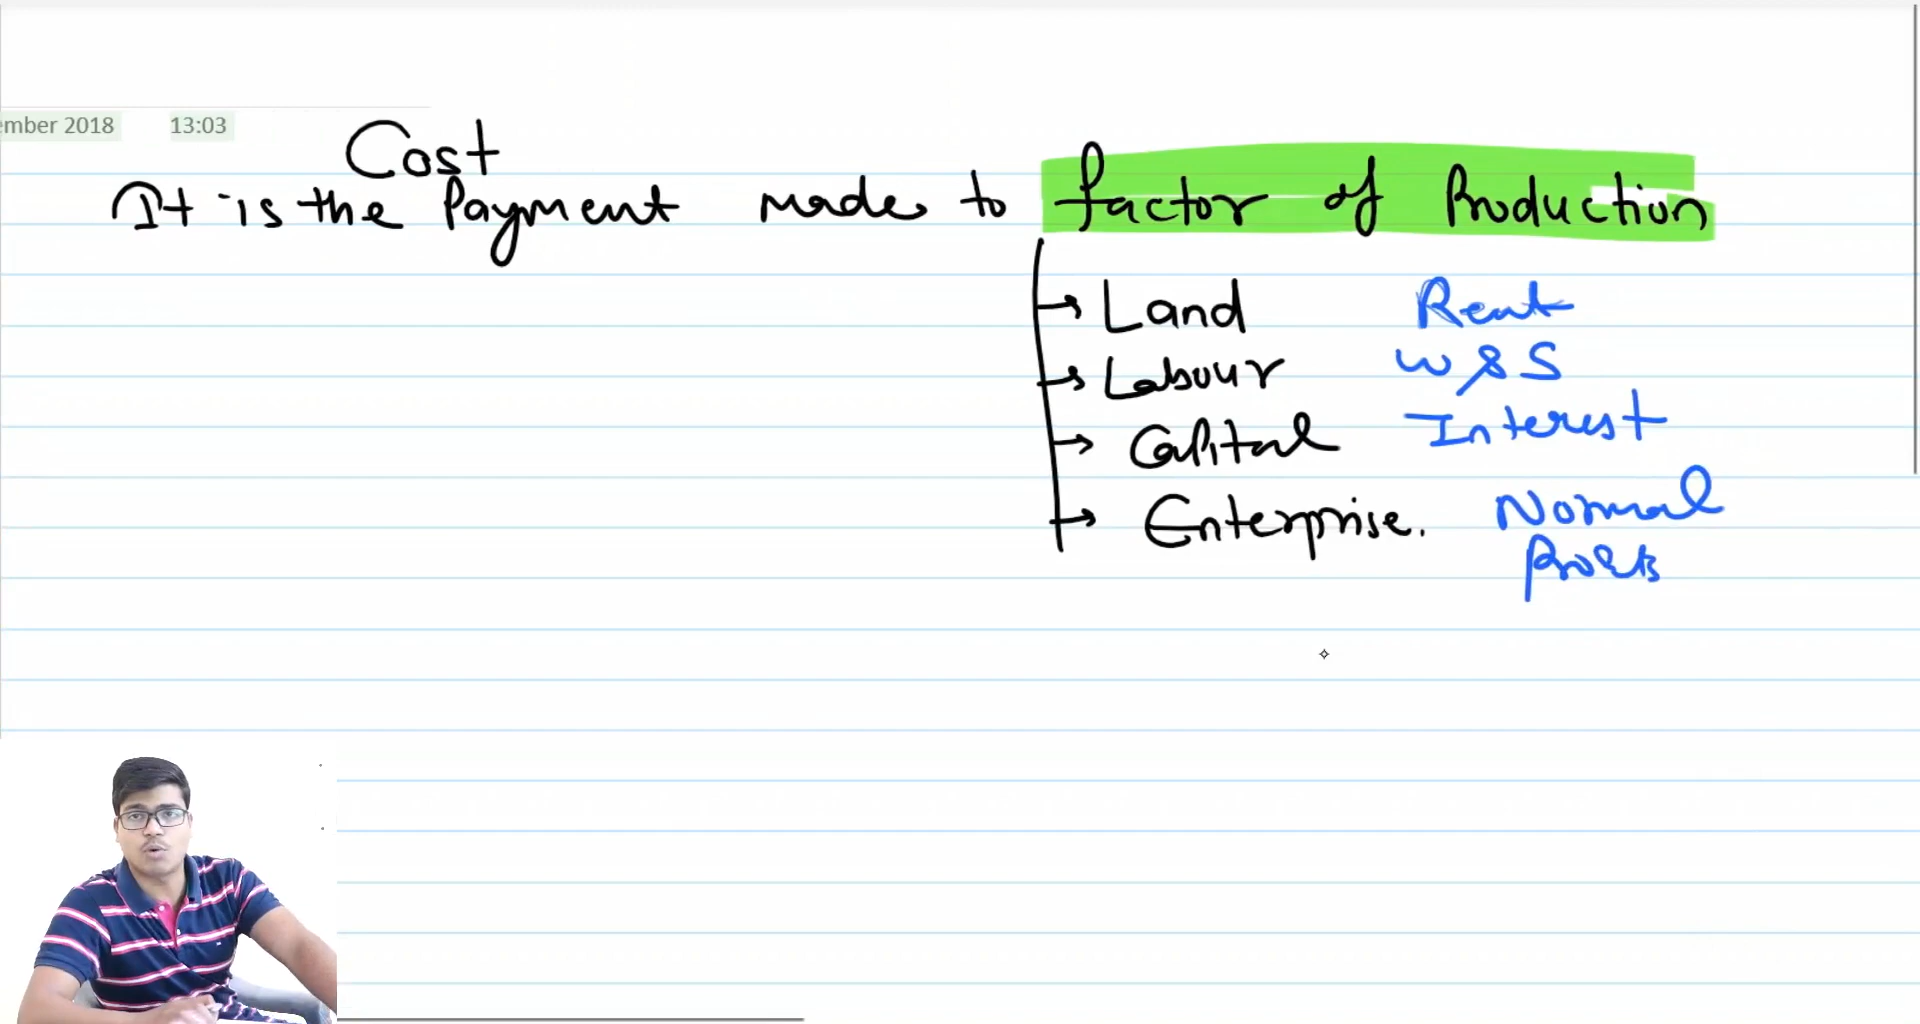 ember 2018 13:03
Cost
It is the Payment made to factor of Production
Land Rent
Labour W & S
Capital Interest
Enterprise. Normal
Profits